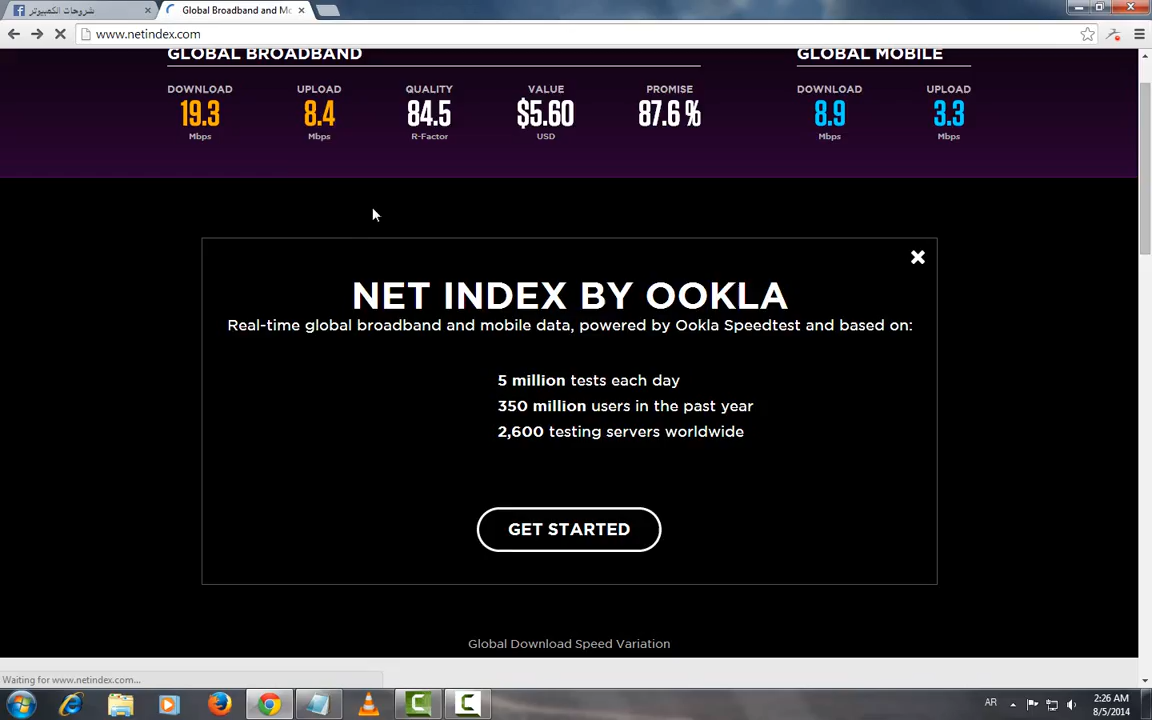 شروحات الكمبيوتر
Global Broadband and Mo
www.netindex.com
GLOBAL BROADBAND
GLOBAL MOBILE
DOWNLOAD UPLOAD QUALITY VALUE PROMISE DOWNLOAD UPLOAD
19.3 8.4 84.5 $5.60 87.6 % 8.9 3.3
Mbps Mbps R-Factor USD Mbps Mbps
NET INDEX BY OOKLA
Real-time global broadband and mobile data, powered by Ookla Speedtest and based on:
5 million tests each day
350 million users in the past year
2,600 testing servers worldwide
GET STARTED
Global Download Speed Variation
Waiting for www.netindex.com...
AR
2:26 AM
8/5/2014